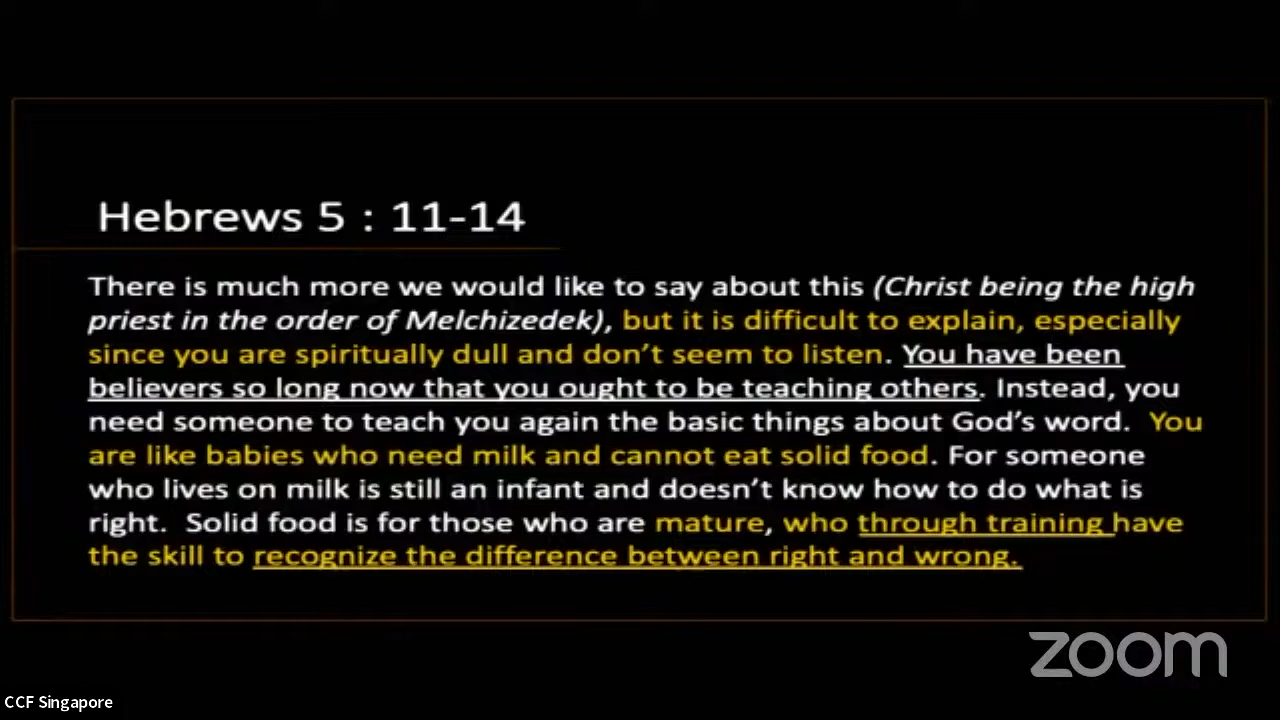 Hebrews 5 : 11-14
There is much more we would like to say about this (Christ being the high
priest in the order of Melchizedek), but it is difficult to explain, especially
since you are spiritually dull and don’t seem to listen. You have been
believers so long now that you ought to be teaching others. Instead, you
need someone to teach you again the basic things about God’s word. You
are like babies who need milk and cannot eat solid food. For someone
who lives on milk is still an infant and doesn’t know how to do what is
right. Solid food is for those who are mature, who through training have
the skill to recognize the difference between right and wrong.
zoom
CCF Singapore